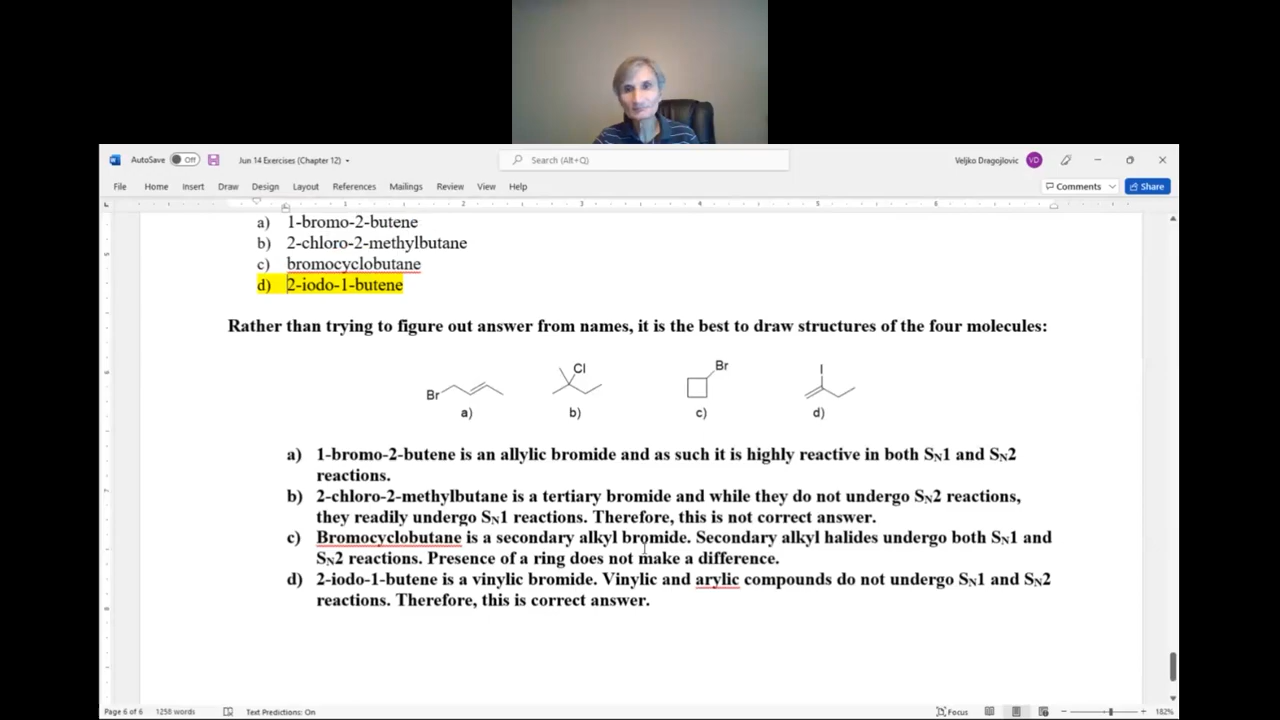 AutoSave Off Jun 14 Exercises (Chapter 12) Search (Alt+Q) Veljko Dragojlovic VD
File Home Insert Draw Design Layout References Mailings Review View Help Comments Share
1 2 3 4 5 6
a) 1-bromo-2-butene
b) 2-chloro-2-methylbutane
c) bromocyclobutane
d) 2-iodo-1-butene
Rather than trying to figure out answer from names, it is the best to draw structures of the four molecules:
Br Cl Br I
a) b) c) d)
a) 1-bromo-2-butene is an allylic bromide and as such it is highly reactive in both SN1 and SN2
reactions.
b) 2-chloro-2-methylbutane is a tertiary bromide and while they do not undergo SN2 reactions,
they readily undergo SN1 reactions. Therefore, this is not correct answer.
c) Bromocyclobutane is a secondary alkyl bromide. Secondary alkyl halides undergo both SN1 and
SN2 reactions. Presence of a ring does not make a difference.
d) 2-iodo-1-butene is a vinylic bromide. Vinylic and arylic compounds do not undergo SN1 and SN2
reactions. Therefore, this is correct answer.
Page 6 of 6 1258 words Text Predictions: On Focus 182%